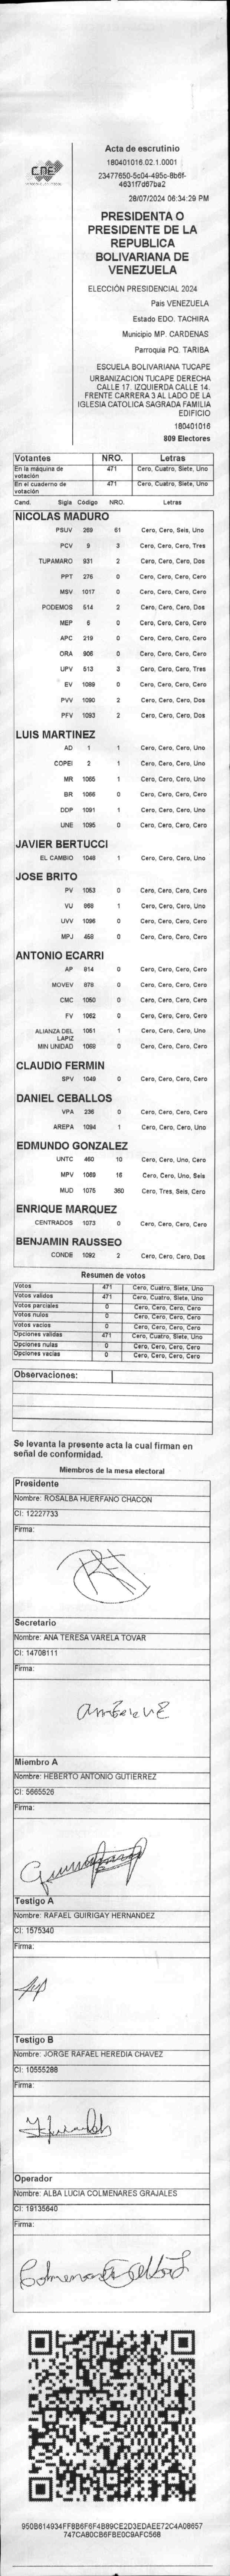 CNE
Acta de escrutinio
180401016.02.1.0001
23477650-5c04-495c-8b6f-
4631f7d67ba2
28/07/2024 06:34:29 PM
PRESIDENTA O
PRESIDENTE DE LA
REPUBLICA
BOLIVARIANA DE
VENEZUELA
ELECCIÓN PRESIDENCIAL 2024
Pais VENEZUELA
Estado EDO. TACHIRA
Municipio MP. CARDENAS
Parroquia PQ. TARIBA
ESCUELA BOLIVARIANA TUCAPE
URBANIZACION TUCAPE DERECHA
CALLE 17. IZQUIERDA CALLE 14.
FRENTE CARRERA 3 AL LADO DE LA
IGLESIA CATOLICA SAGRADA FAMILIA
EDIFICIO
180401016
809 Electores
Votantes NRO. Letras
En la máquina de votación 471 Cero, Cuatro, Siete, Uno
En el cuaderno de votación 471 Cero, Cuatro, Siete, Uno
Cand. Sigla Código NRO. Letras
NICOLAS MADURO
PSUV 269 61 Cero, Cero, Seis, Uno
PCV 9 3 Cero, Cero, Cero, Tres
TUPAMARO 931 2 Cero, Cero, Cero, Dos
PPT 276 0 Cero, Cero, Cero, Cero
MSV 1017 0 Cero, Cero, Cero, Cero
PODEMOS 514 2 Cero, Cero, Cero, Dos
MEP 6 0 Cero, Cero, Cero, Cero
APC 219 0 Cero, Cero, Cero, Cero
ORA 906 0 Cero, Cero, Cero, Cero
UPV 513 3 Cero, Cero, Cero, Tres
EV 1099 0 Cero, Cero, Cero, Cero
PVV 1090 2 Cero, Cero, Cero, Dos
PFV 1093 2 Cero, Cero, Cero, Dos
LUIS MARTINEZ
AD 1 1 Cero, Cero, Cero, Uno
COPEI 2 1 Cero, Cero, Cero, Uno
MR 1065 1 Cero, Cero, Cero, Uno
BR 1066 0 Cero, Cero, Cero, Cero
DDP 1091 1 Cero, Cero, Cero, Uno
UNE 1095 0 Cero, Cero, Cero, Cero
JAVIER BERTUCCI
EL CAMBIO 1048 1 Cero, Cero, Cero, Uno
JOSE BRITO
PV 1053 0 Cero, Cero, Cero, Cero
VU 968 1 Cero, Cero, Cero, Uno
UVV 1096 0 Cero, Cero, Cero, Cero
MPJ 458 0 Cero, Cero, Cero, Cero
ANTONIO ECARRI
AP 814 0 Cero, Cero, Cero, Cero
MOVEV 878 0 Cero, Cero, Cero, Cero
CMC 1050 0 Cero, Cero, Cero, Cero
FV 1062 0 Cero, Cero, Cero, Cero
ALIANZA DEL LAPIZ 1051 1 Cero, Cero, Cero, Uno
MIN UNIDAD 1068 0 Cero, Cero, Cero, Cero
CLAUDIO FERMIN
SPV 1049 0 Cero, Cero, Cero, Cero
DANIEL CEBALLOS
VPA 236 0 Cero, Cero, Cero, Cero
AREPA 1094 1 Cero, Cero, Cero, Uno
EDMUNDO GONZALEZ
UNTC 460 10 Cero, Cero, Uno, Cero
MPV 1069 16 Cero, Cero, Uno, Seis
MUD 1075 360 Cero, Tres, Seis, Cero
ENRIQUE MARQUEZ
CENTRADOS 1073 0 Cero, Cero, Cero, Cero
BENJAMIN RAUSSEO
CONDE 1092 2 Cero, Cero, Cero, Dos
Resumen de votos
Votos 471 Cero, Cuatro, Siete, Uno
Votos validos 471 Cero, Cuatro, Siete, Uno
Votos parciales 0 Cero, Cero, Cero, Cero
Votos nulos 0 Cero, Cero, Cero, Cero
Votos vacios 0 Cero, Cero, Cero, Cero
Opciones validas 471 Cero, Cuatro, Siete, Uno
Opciones nulas 0 Cero, Cero, Cero, Cero
Opciones vacias 0 Cero, Cero, Cero, Cero
Observaciones:
Se levanta la presente acta la cual firman en
señal de conformidad.
Miembros de la mesa electoral
Presidente
Nombre: ROSALBA HUERFANO CHACON
CI: 12227733
Firma:
Secretario
Nombre: ANA TERESA VARELA TOVAR
CI: 14708111
Firma:
Miembro A
Nombre: HEBERTO ANTONIO GUTIERREZ
CI: 5665526
Firma:
Testigo A
Nombre: RAFAEL GUIRIGAY HERNANDEZ
CI: 1575340
Firma:
Testigo B
Nombre: JORGE RAFAEL HEREDIA CHAVEZ
CI: 10555288
Firma:
Operador
Nombre: ALBA LUCIA COLMENARES GRAJALES
CI: 19135640
Firma:
950B614934FF8B6F6F4B89CE2D3EDAEE72C4A08657
747CA80CB6FBE0C9AFC568